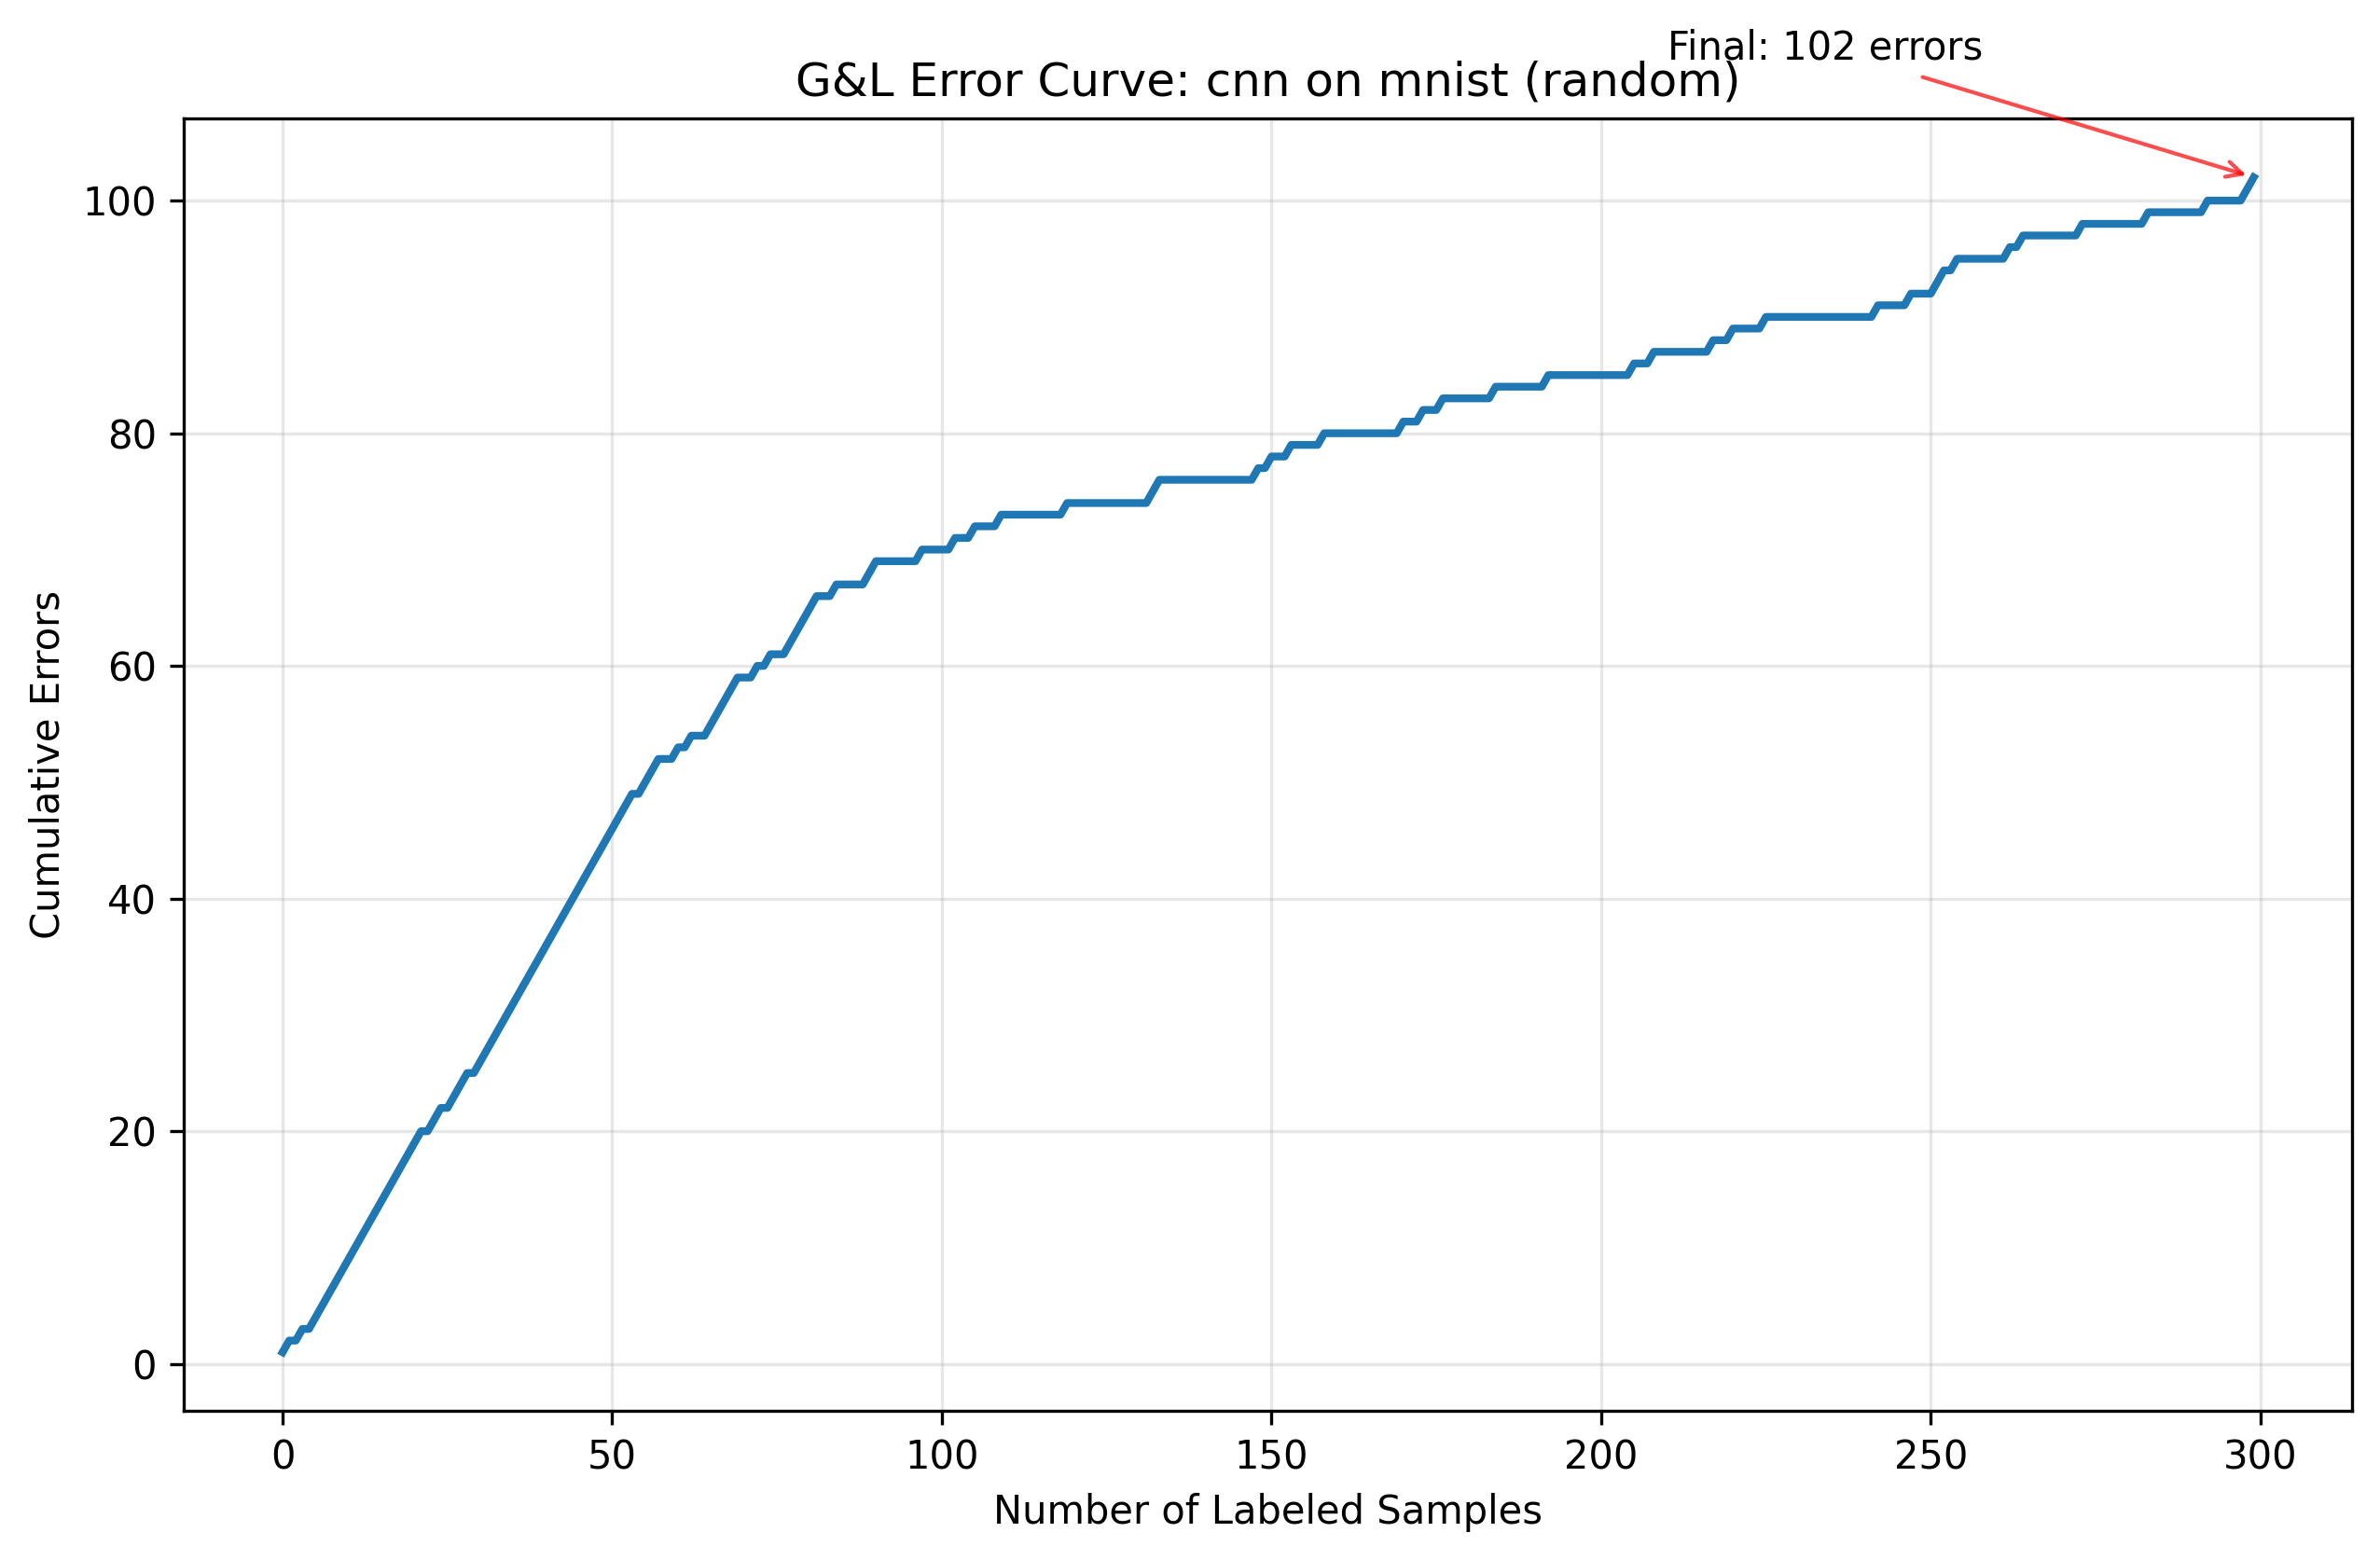 Final: 102 errors
G&L Error Curve: cnn on mnist (random)
100
80
60
40
20
0
Cumulative Errors
0 50 100 150 200 250 300
Number of Labeled Samples